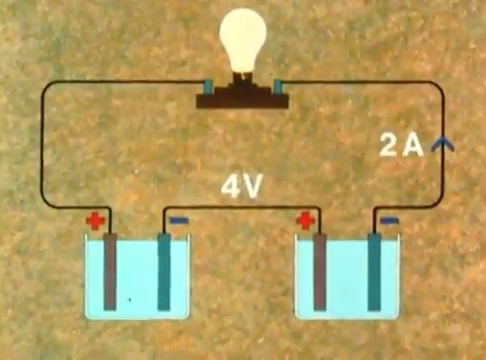 2A
4V
+ - + -